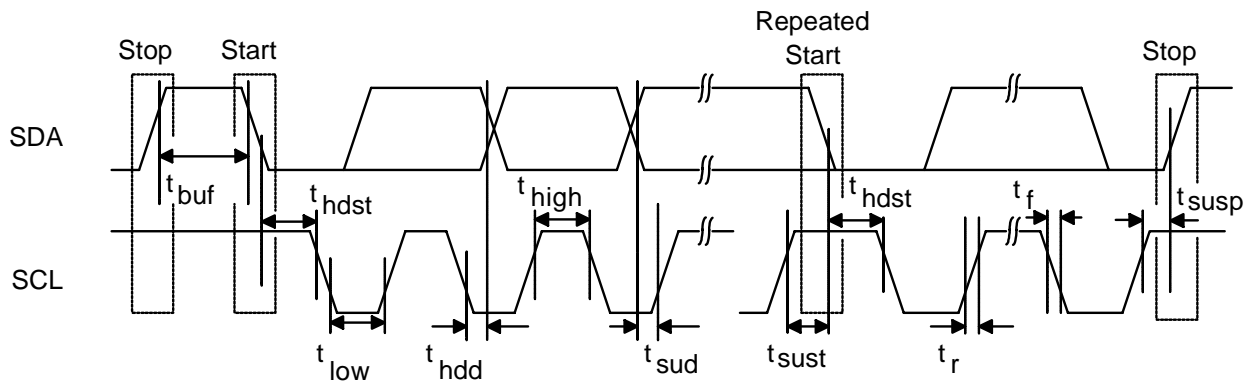 Repeated
Stop Start Start Stop
SDA
t buf
t hdst
t high
t hdst
t f
t susp
SCL
t low
t hdd
t sud
t sust
t r